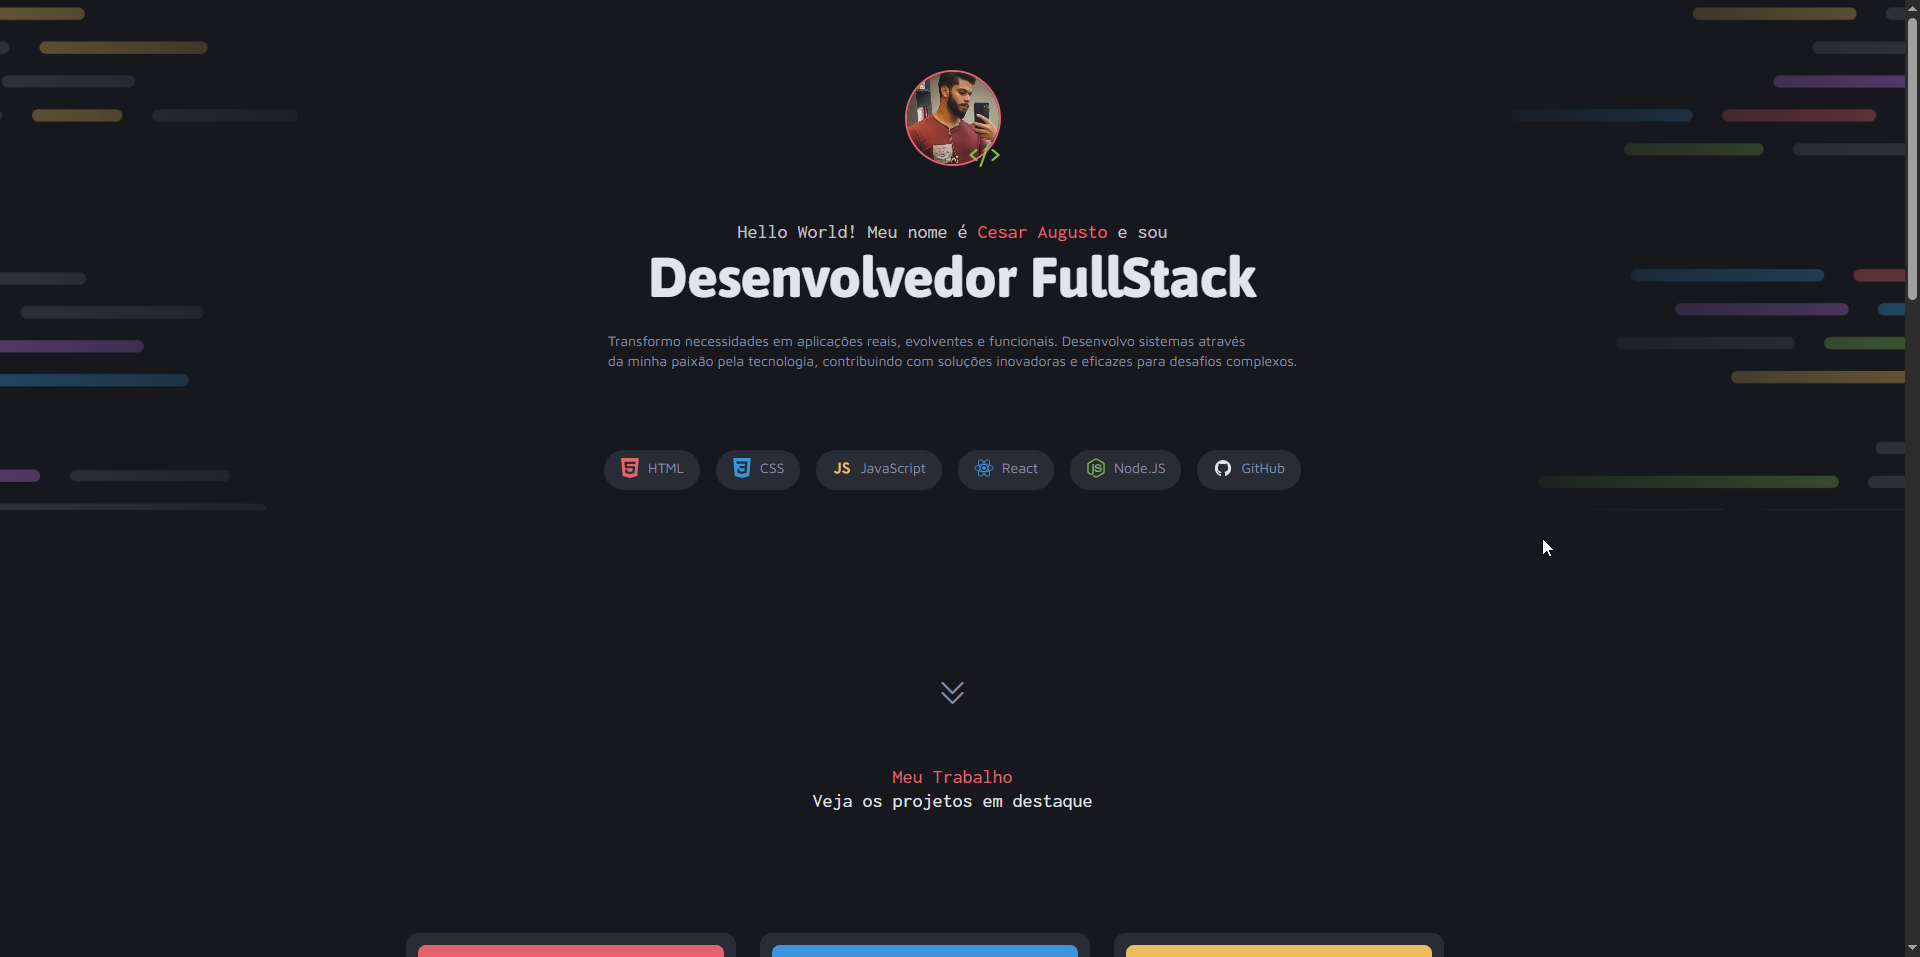 Hello World! Meu nome é Cesar Augusto e sou
Desenvolvedor FullStack
Transformo necessidades em aplicações reais, evolventes e funcionais. Desenvolvo sistemas através
da minha paixão pela tecnologia, contribuindo com soluções inovadoras e eficazes para desafios complexos.
HTML CSS JS JavaScript React Node.JS GitHub
Meu Trabalho
Veja os projetos em destaque